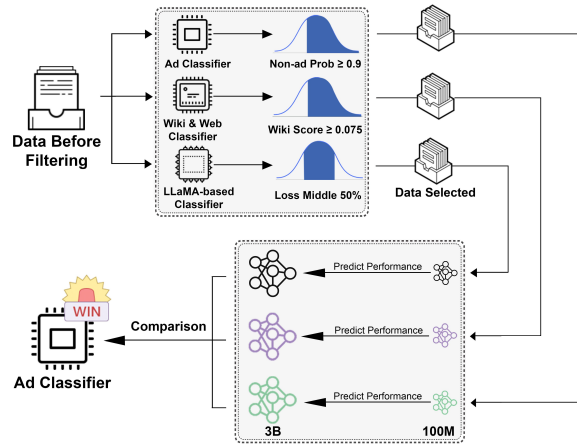 Ad Classifier
Non-ad Prob ≥ 0.9
Data Before
Filtering
Wiki & Web
Classifier
Wiki Score ≥ 0.075
LLaMA-based
Classifier
Loss Middle 50%
Data Selected
Predict Performance
WIN
Comparison
Predict Performance
Ad Classifier
Predict Performance
3B
100M